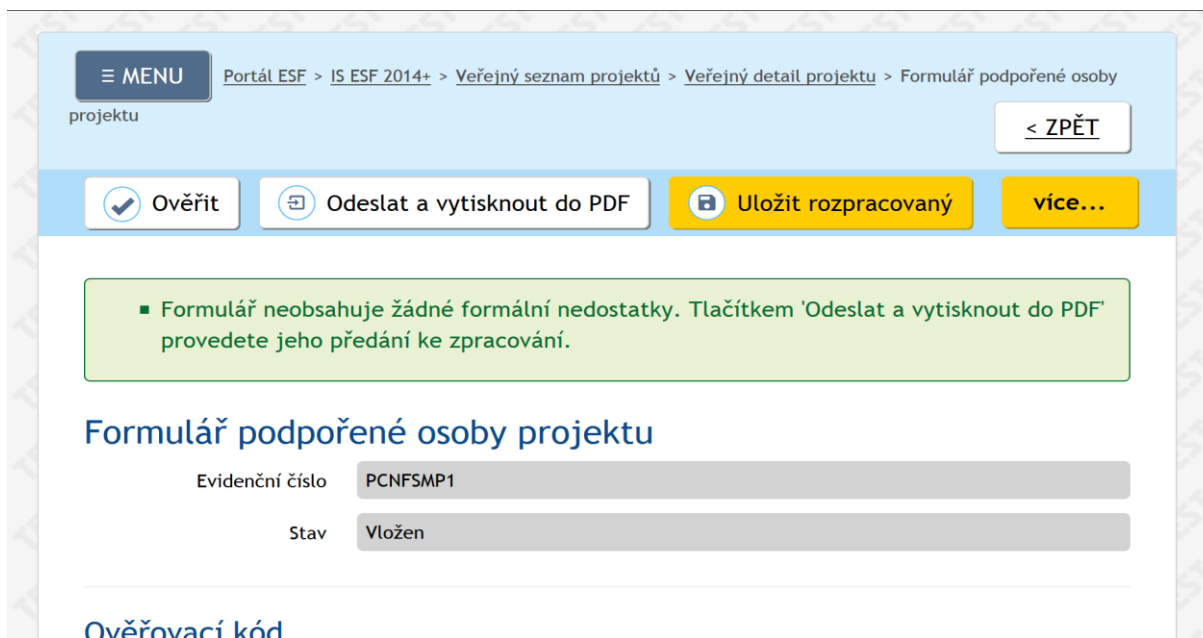 ≡ MENU
Portál ESF > IS ESF 2014+ > Veřejný seznam projektů > Veřejný detail projektu > Formulář podpořené osoby
projektu
< ZPĚT
Ověřit
Odeslat a vytisknout do PDF
Uložit rozpracovaný
více...
Formulář neobsahuje žádné formální nedostatky. Tlačítkem 'Odeslat a vytisknout do PDF'
provedete jeho předání ke zpracování.
Formulář podpořené osoby projektu
Evidenční číslo PCNFSMP1
Stav Vložen
Ověřovací kód